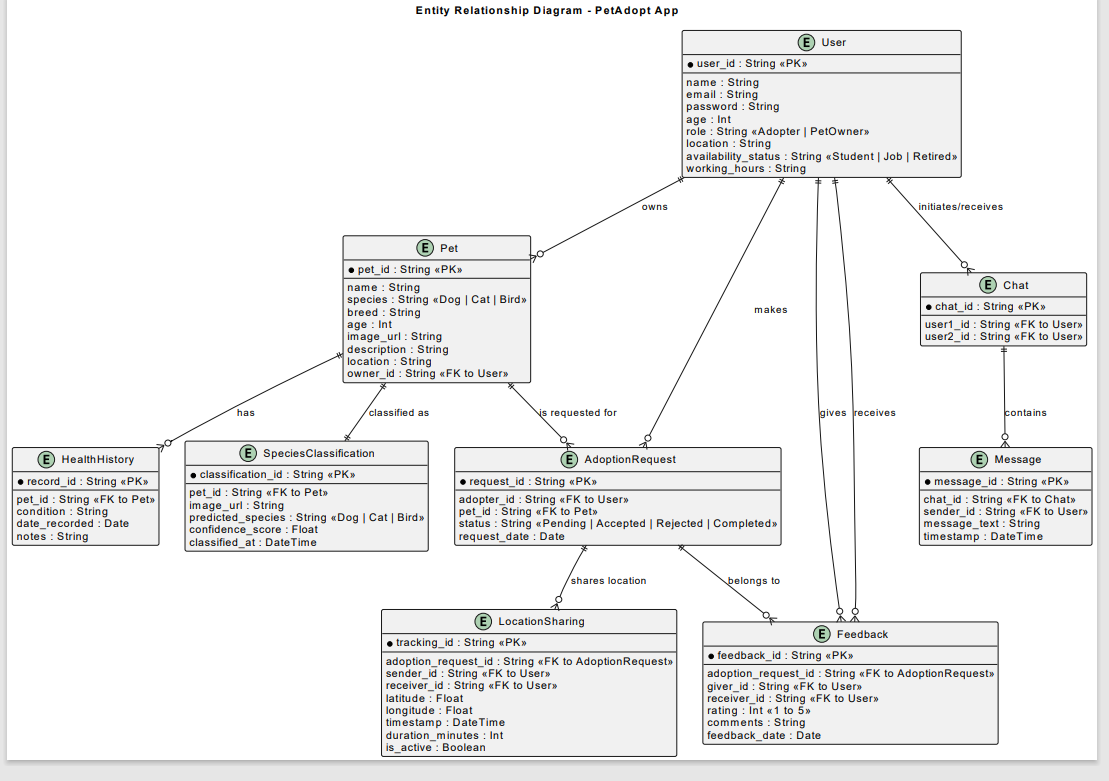 Entity Relationship Diagram - PetAdopt App
E User
● user_id : String «PK»
name : String
email : String
password : String
age : Int
role : String «Adopter | PetOwner»
location : String
availability_status : String «Student | Job | Retired»
working_hours : String
owns
initiates/receives
E Pet
● pet_id : String «PK»
name : String
species : String «Dog | Cat | Bird»
breed : String
age : Int
image_url : String
description : String
location : String
owner_id : String «FK to User»
makes
E Chat
● chat_id : String «PK»
user1_id : String «FK to User»
user2_id : String «FK to User»
has
classified as
is requested for
gives
receives
contains
E HealthHistory
● record_id : String «PK»
pet_id : String «FK to Pet»
condition : String
date_recorded : Date
notes : String
E SpeciesClassification
● classification_id : String «PK»
pet_id : String «FK to Pet»
image_url : String
predicted_species : String «Dog | Cat | Bird»
confidence_score : Float
classified_at : DateTime
E AdoptionRequest
● request_id : String «PK»
adopter_id : String «FK to User»
pet_id : String «FK to Pet»
status : String «Pending | Accepted | Rejected | Completed»
request_date : Date
E Message
● message_id : String «PK»
chat_id : String «FK to Chat»
sender_id : String «FK to User»
message_text : String
timestamp : DateTime
shares location
belongs to
E LocationSharing
● tracking_id : String «PK»
adoption_request_id : String «FK to AdoptionRequest»
sender_id : String «FK to User»
receiver_id : String «FK to User»
latitude : Float
longitude : Float
timestamp : DateTime
duration_minutes : Int
is_active : Boolean
E Feedback
● feedback_id : String «PK»
adoption_request_id : String «FK to AdoptionRequest»
giver_id : String «FK to User»
receiver_id : String «FK to User»
rating : Int «1 to 5»
comments : String
feedback_date : Date